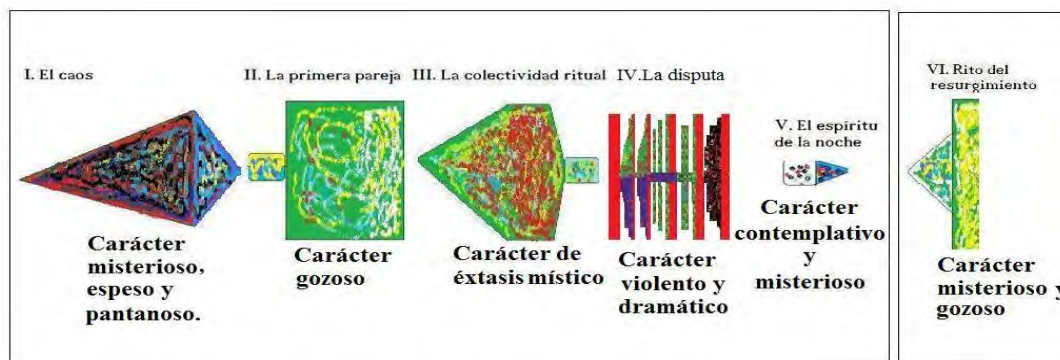 I. El caos
II. La primera pareja
III. La colectividad ritual
IV.La disputa
V. El espíritu
de la noche
VI. Rito del
resurgimiento
Carácter
misterioso,
espeso y
pantanoso.
Carácter
gozoso
Carácter de
éxtasis místico
Carácter
violento y
dramático
Carácter
contemplativo
y
misterioso
Carácter
misterioso y
gozoso